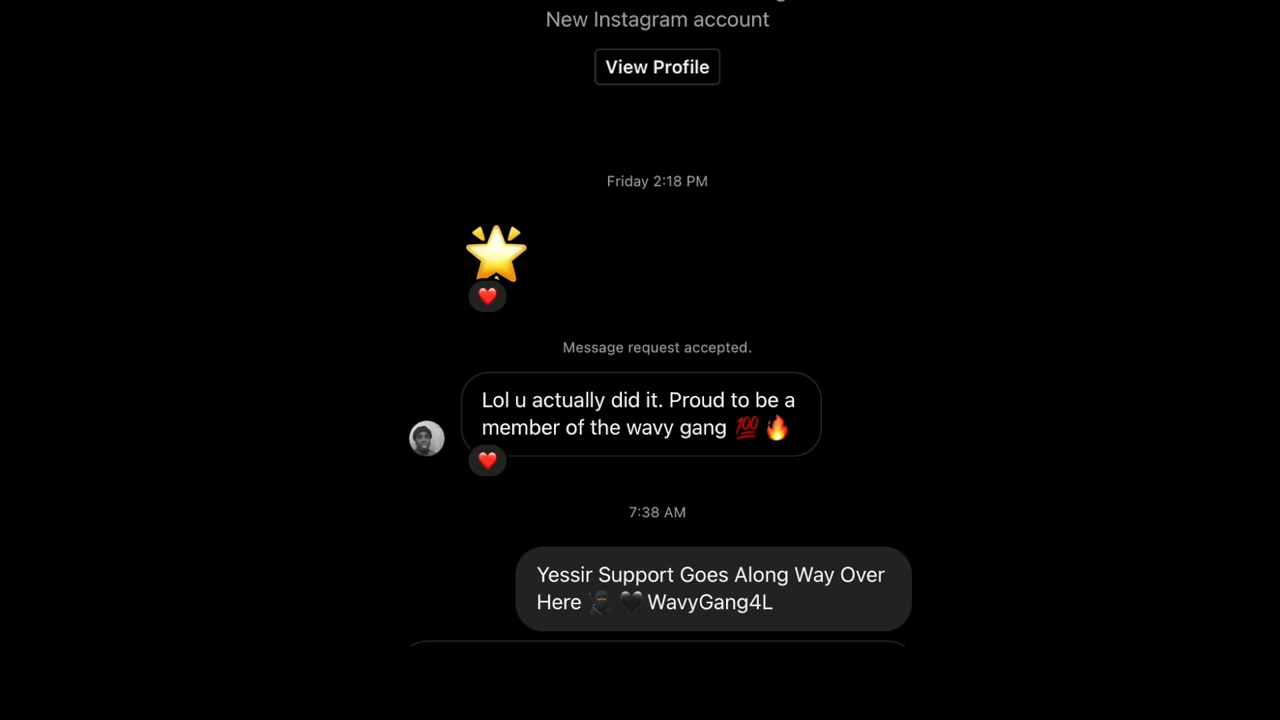 New Instagram account
View Profile
Friday 2:18 PM
Message request accepted.
Lol u actually did it. Proud to be a
member of the wavy gang 💯 🔥
7:38 AM
Yessir Support Goes Along Way Over
Here 🥷🏿 🖤 WavyGang4L